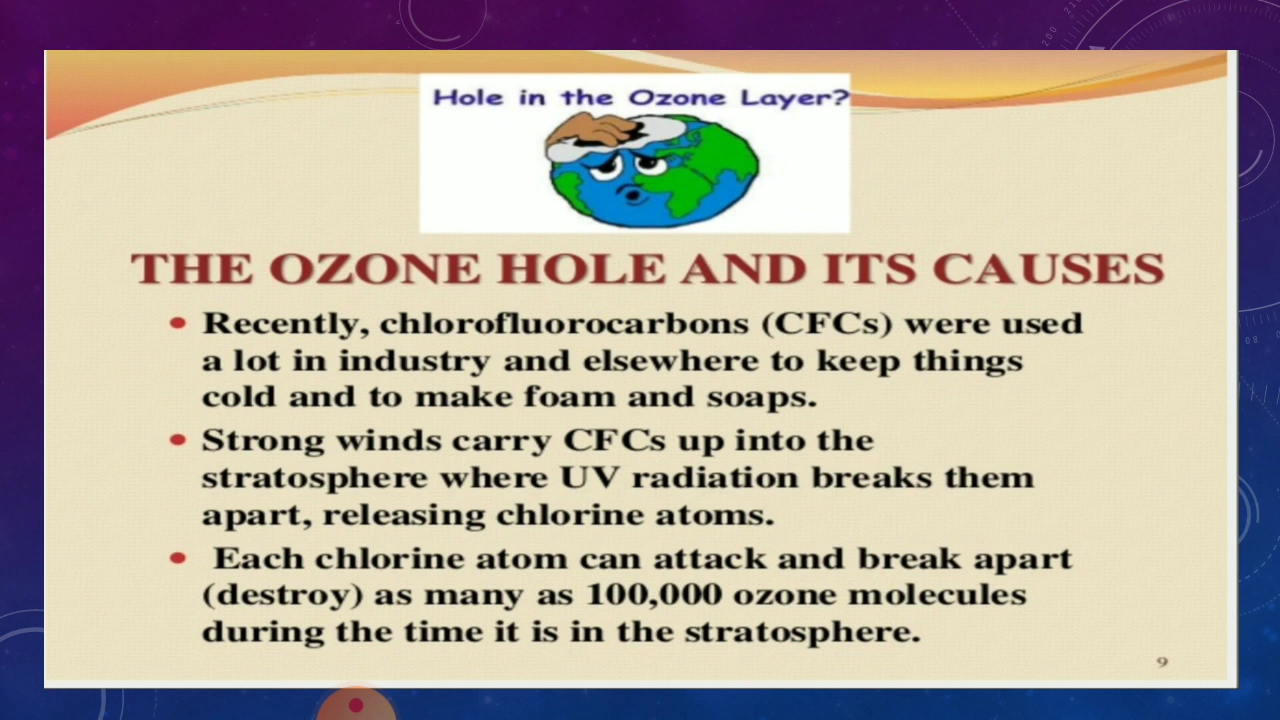 Hole in the Ozone Layer?
THE OZONE HOLE AND ITS CAUSES
• Recently, chlorofluorocarbons (CFCs) were used
a lot in industry and elsewhere to keep things
cold and to make foam and soaps.
• Strong winds carry CFCs up into the
stratosphere where UV radiation breaks them
apart, releasing chlorine atoms.
• Each chlorine atom can attack and break apart
(destroy) as many as 100,000 ozone molecules
during the time it is in the stratosphere.
9